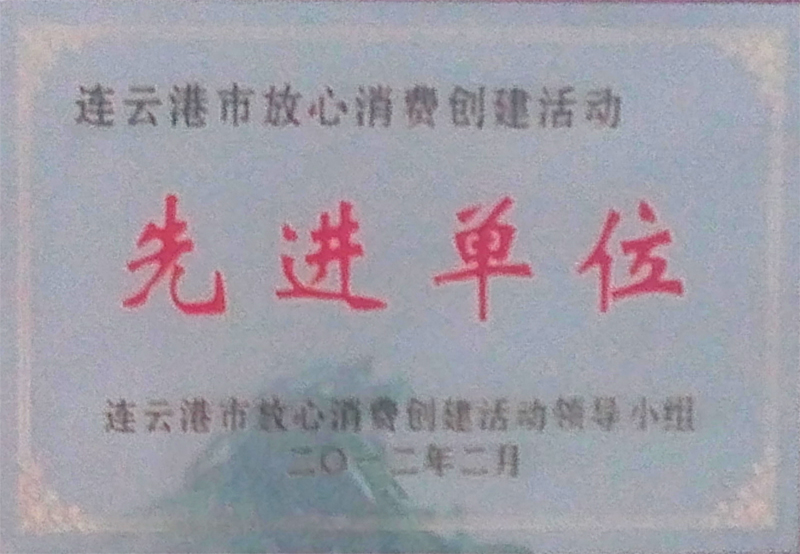 连云港市放心消费创建活动
先进单位
连云港市放心消费创建活动领导小组
二〇一二年二月